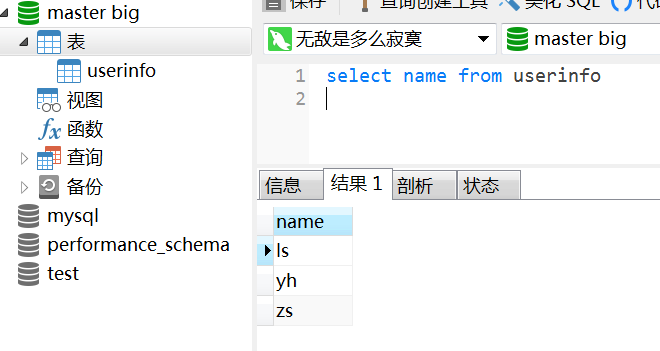 master big
表
userinfo
视图
fx 函数
查询
备份
mysql
performance_schema
test
保存 查询创建工具 美化 SQL
无敌是多么寂寞 master big
1 select name from userinfo
2
信息 结果 1 剖析 状态
name
ls
yh
zs